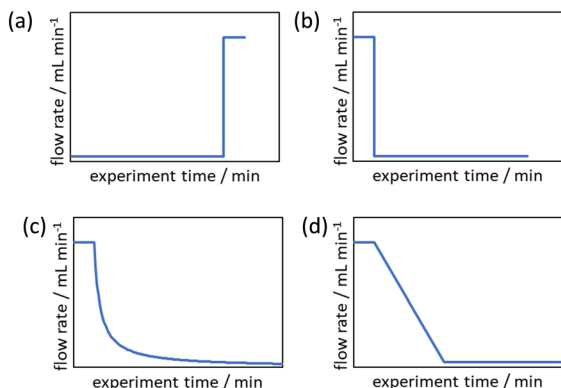 (a)
flow rate / mL min⁻¹
experiment time / min
(b)
flow rate / mL min⁻¹
experiment time / min
(c)
flow rate / mL min⁻¹
experiment time / min
(d)
flow rate / mL min⁻¹
experiment time / min